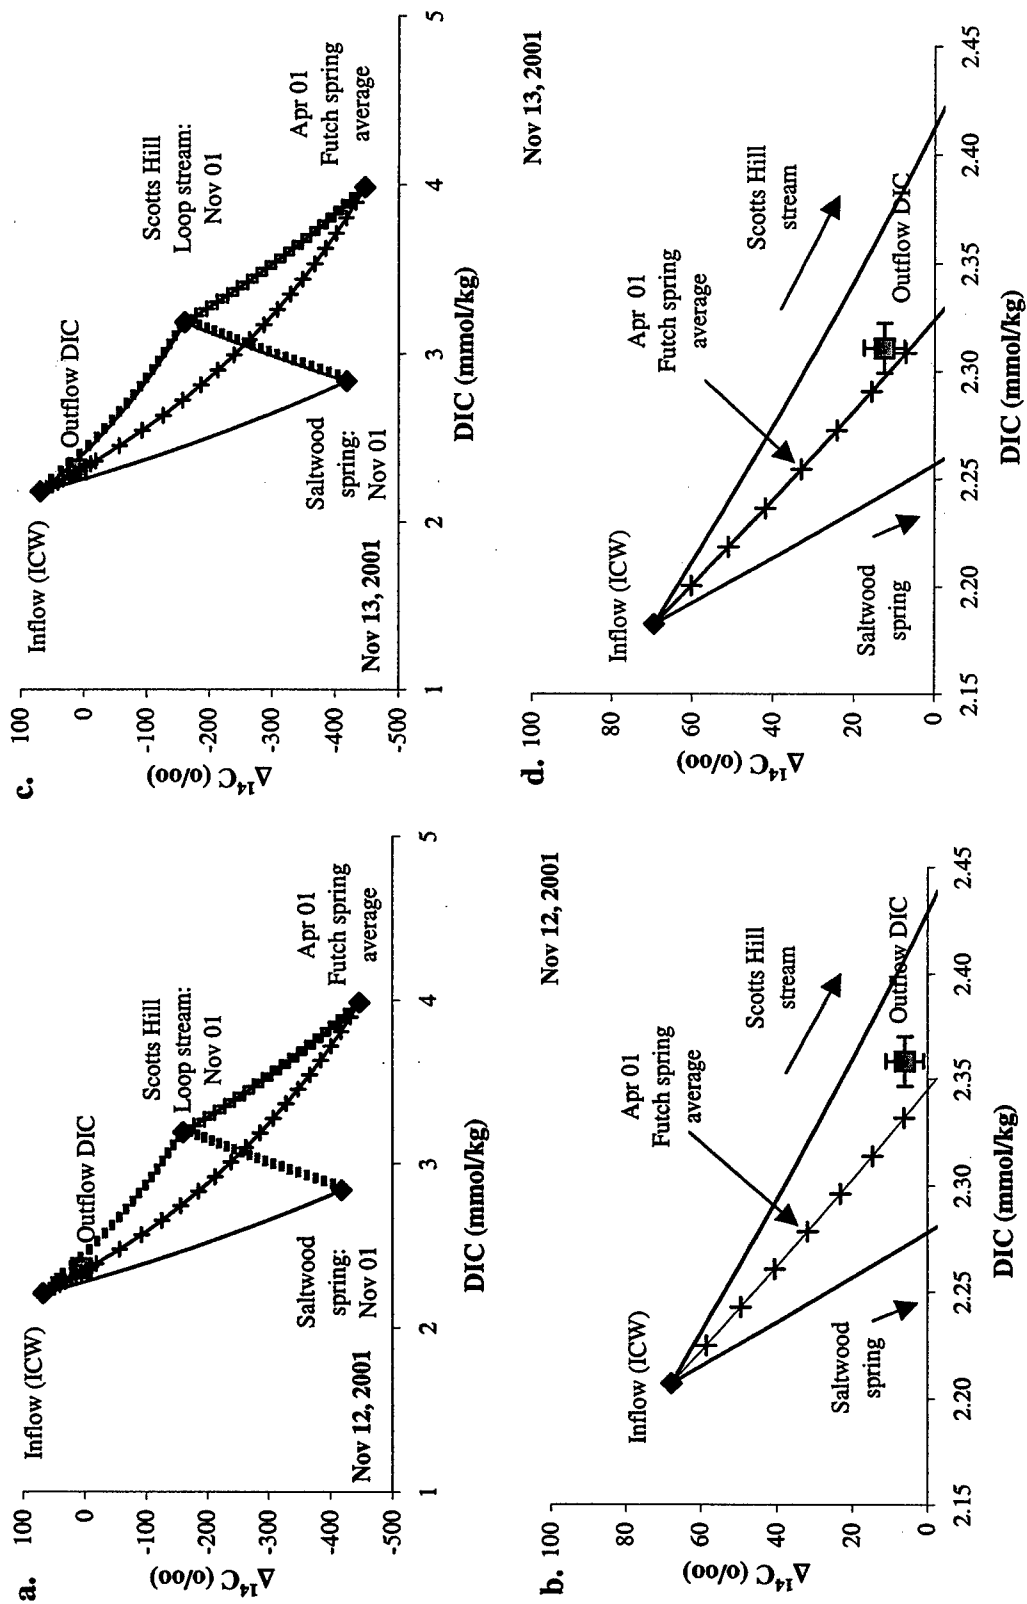 a.
100
0
-100
-200
-300
-400
-500
Δ¹⁴C (o/oo)
1
2
3
4
5
DIC (mmol/kg)
Inflow (ICW)
Outflow DIC
Scotts Hill
Loop stream:
Nov 01
Apr 01
Futch spring
average
Saltwood
spring:
Nov 01
Nov 12, 2001
b.
100
80
60
40
20
0
Δ¹⁴C (o/oo)
2.15
2.20
2.25
2.30
2.35
2.40
2.45
DIC (mmol/kg)
Nov 12, 2001
Inflow (ICW)
Apr 01
Futch spring
average
Scotts Hill
stream
Outflow DIC
Saltwood
spring
c.
100
0
-100
-200
-300
-400
-500
Δ¹⁴C (o/oo)
1
2
3
4
5
DIC (mmol/kg)
Inflow (ICW)
Outflow DIC
Scotts Hill
Loop stream:
Nov 01
Apr 01
Futch spring
average
Saltwood
spring:
Nov 01
Nov 13, 2001
d.
100
80
60
40
20
0
Δ¹⁴C (o/oo)
2.15
2.20
2.25
2.30
2.35
2.40
2.45
DIC (mmol/kg)
Nov 13, 2001
Inflow (ICW)
Apr 01
Futch spring
average
Scotts Hill
stream
Outflow DIC
Saltwood
spring